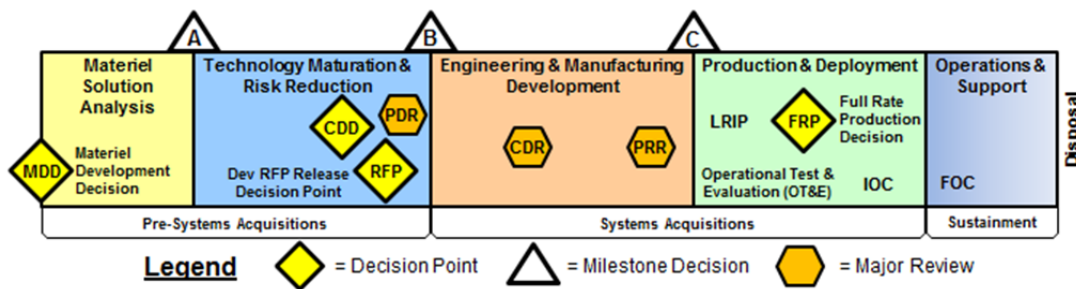 A
B
C
Materiel
Solution
Analysis
MDD
Materiel
Development
Decision
Technology Maturation &
Risk Reduction
CDD
PDR
Dev RFP Release
Decision Point
RFP
Engineering & Manufacturing
Development
CDR
PRR
Production & Deployment
LRIP
FRP
Full Rate
Production
Decision
Operational Test &
Evaluation (OT&E)
IOC
Operations &
Support
FOC
Disposal
Pre-Systems Acquisitions
Systems Acquisitions
Sustainment
Legend
= Decision Point
= Milestone Decision
= Major Review